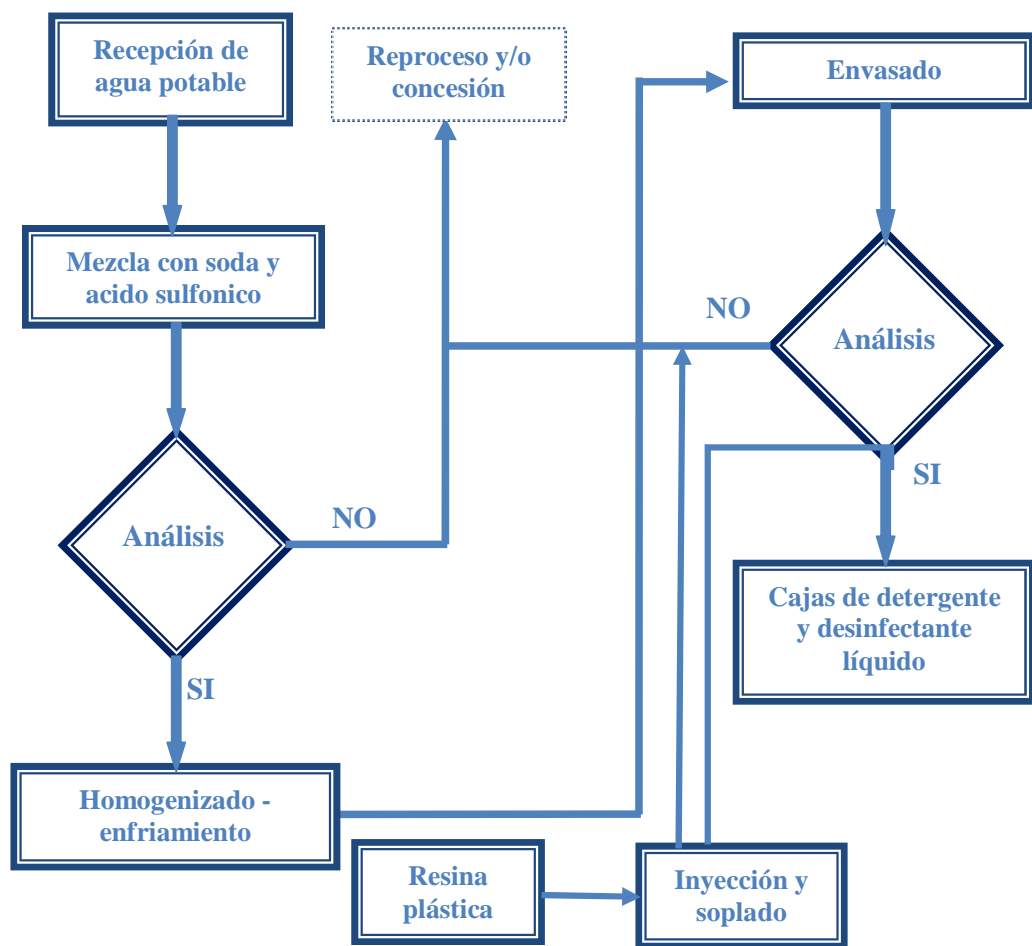 Recepción de
agua potable
Mezcla con soda y
acido sulfonico
Análisis
NO
SI
Homogenizado -
enfriamiento
Reproceso y/o
concesión
Resina
plástica
Inyección y
soplado
Envasado
Análisis
NO
SI
Cajas de detergente
y desinfectante
líquido